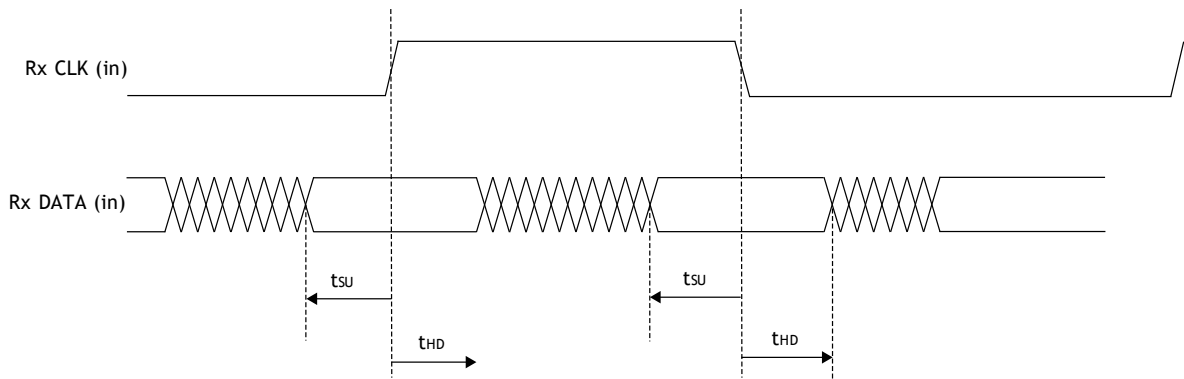 Rx CLK (in)
Rx DATA (in)
tSU
tSU
tHD
tHD